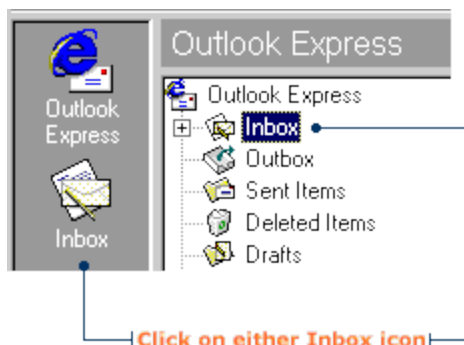 Outlook Express
Outlook
Express
Inbox
Outlook Express
Inbox
Outbox
Sent Items
Deleted Items
Drafts
Click on either Inbox icon